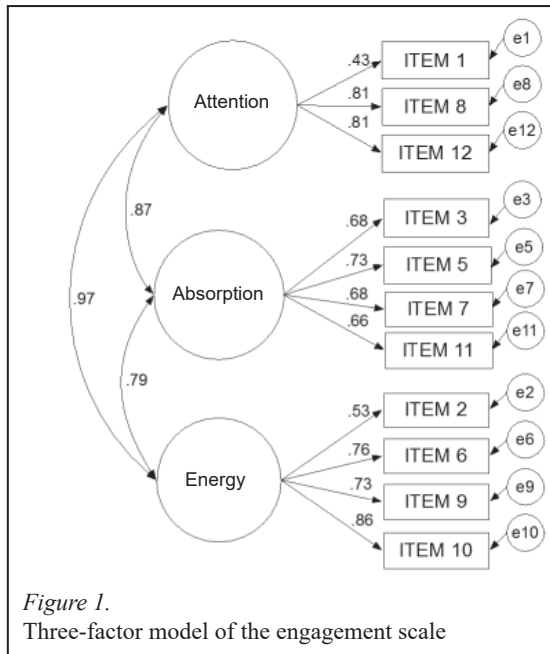 e1
.43
ITEM 1
Attention
.81
ITEM 8
e8
.81
ITEM 12
e12
.87
e3
.68
ITEM 3
.73
ITEM 5
e5
Absorption
.68
ITEM 7
e7
.97
.66
ITEM 11
e11
.79
e2
.53
ITEM 2
.76
ITEM 6
e6
Energy
.73
ITEM 9
e9
.86
ITEM 10
e10
Figure 1.
Three-factor model of the engagement scale